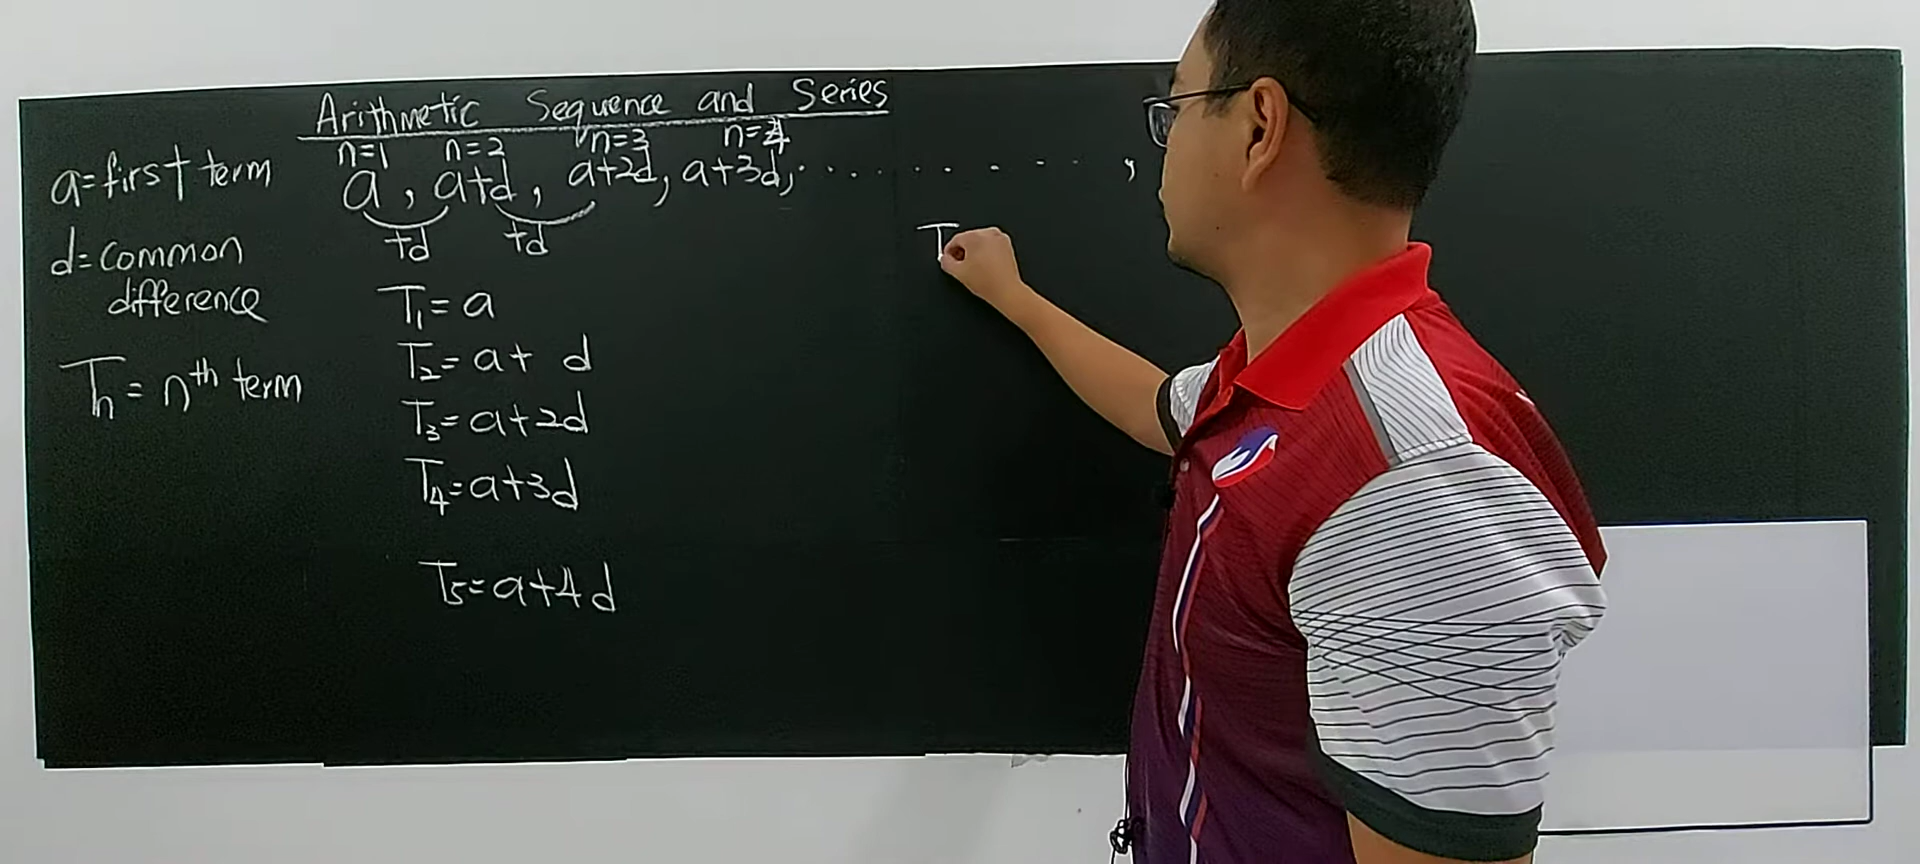 Arithmetic Sequence and Series
n=1 n=2 n=3 n=4
a=first term
a, a+d, a+2d, a+3d, ............,
+d +d
d=common
difference
T
T₁=a
T₂=a+ d
Tₙ=nᵗʰ term
T₃=a+2d
T₄=a+3d
T₅=a+4d